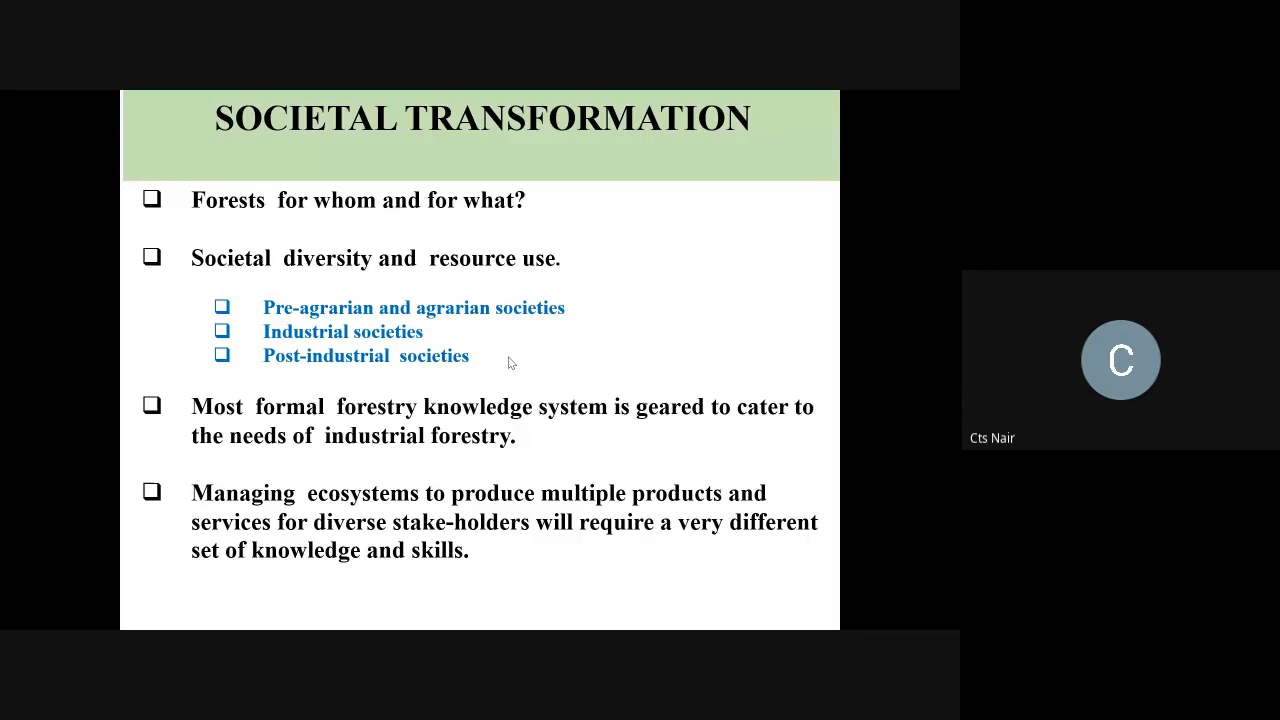 SOCIETAL TRANSFORMATION
Forests for whom and for what?
Societal diversity and resource use.
Pre-agrarian and agrarian societies
Industrial societies
Post-industrial societies
Most formal forestry knowledge system is geared to cater to
the needs of industrial forestry.
Managing ecosystems to produce multiple products and
services for diverse stake-holders will require a very different
set of knowledge and skills.
C
Cts Nair